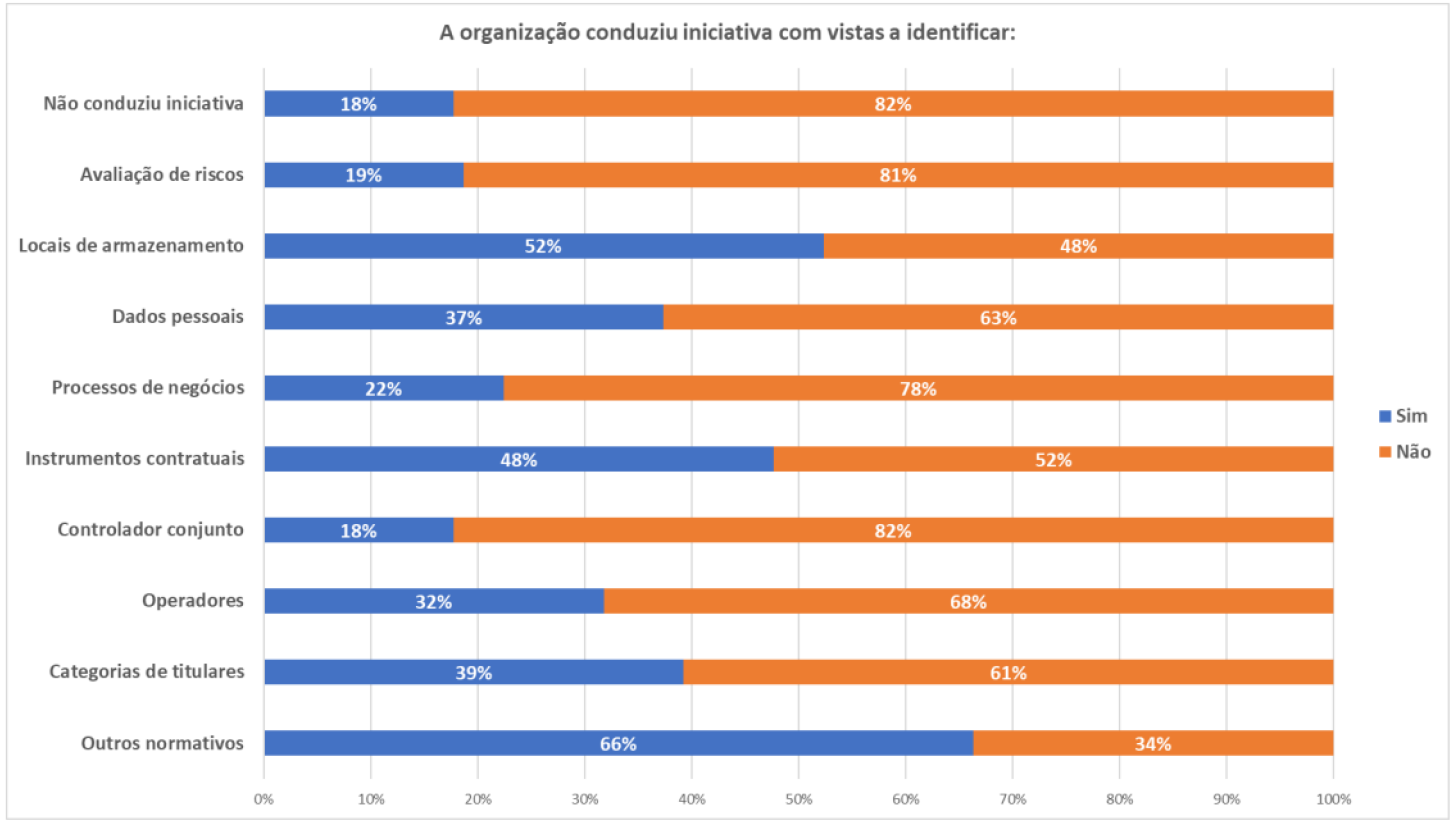 A organização conduziu iniciativa com vistas a identificar:
Não conduziu iniciativa 18% 82%
Avaliação de riscos 19% 81%
Locais de armazenamento 52% 48%
Dados pessoais 37% 63%
Processos de negócios 22% 78%
Sim
Não
Instrumentos contratuais 48% 52%
Controlador conjunto 18% 82%
Operadores 32% 68%
Categorias de titulares 39% 61%
Outros normativos 66% 34%
0% 10% 20% 30% 40% 50% 60% 70% 80% 90% 100%